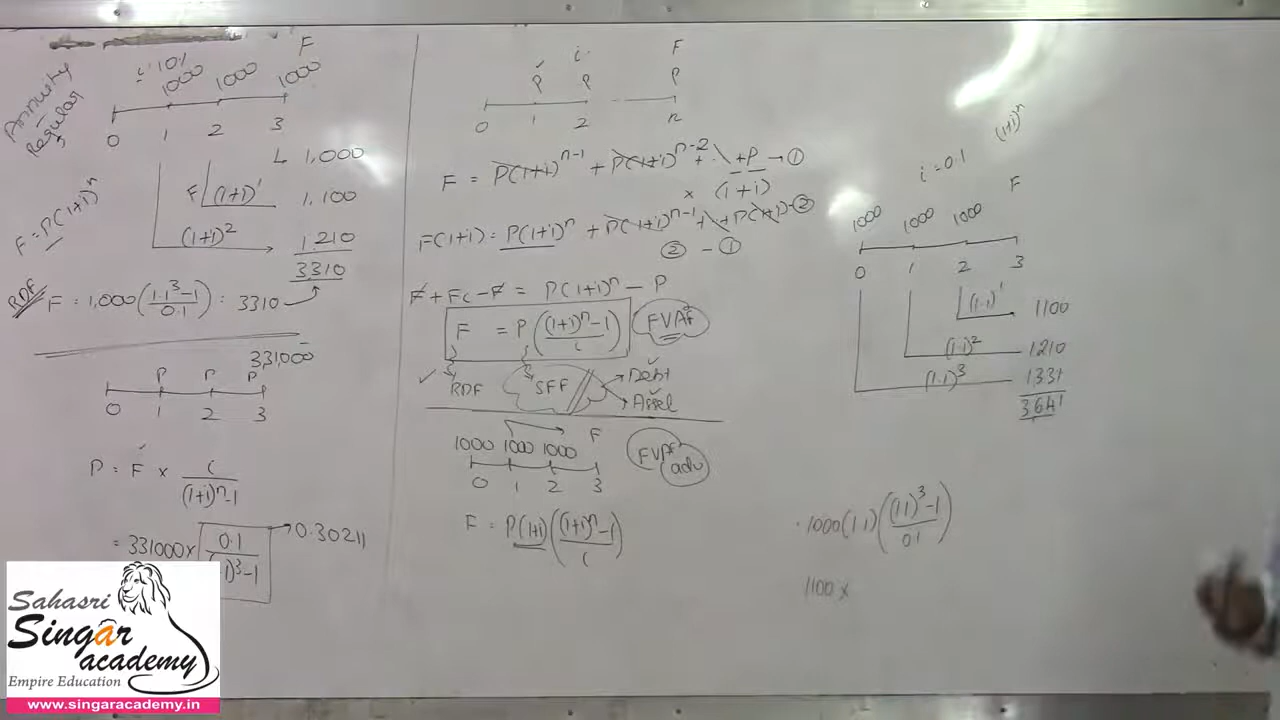 Annuity
Regular
i 10%
F
1000 1000 1000
0 1 2 3
1,000
F (1+i)^1 1,100
(1+i)^2 1,210
3310
F = P(1+i)^n
RDF F = 1,000((1.1^3-1)/0.1) = 3310
331000
P P P
0 1 2 3
P = F × i/((1+i)^n-1)
= 331000 × 0.1/(1.1)^3-1 → 0.30211
i F
P P P
0 1 2 n
F = P(1+i)^n-1 + P(1+i)^n-2 + \ + P → ①
× (1+i)
F(1+i) = P(1+i)^n + P(1+i)^n-1 + \ + P(1+i) - ②
② - ①
F + Fi - F = P(1+i)^n - P
F = P((1+i)^n-1)/i) FVAF
RDF SFF → Debt
→ Asset
F
1000 1000 1000
0 1 2 3
FVAF adv
F = P(1+i)((1+i)^n-1)/i)
(1+i)^n
i = 0.1
F
1000 1000 1000
0 1 2 3
(1.1)^1 1100
(1.1)^2 1210
(1.1)^3 1331
3641
1000(1.1)((1.1)^3-1)/0.1)
1100 ×
Sahasri
Singar
academy
Empire Education
www.singaracademy.in